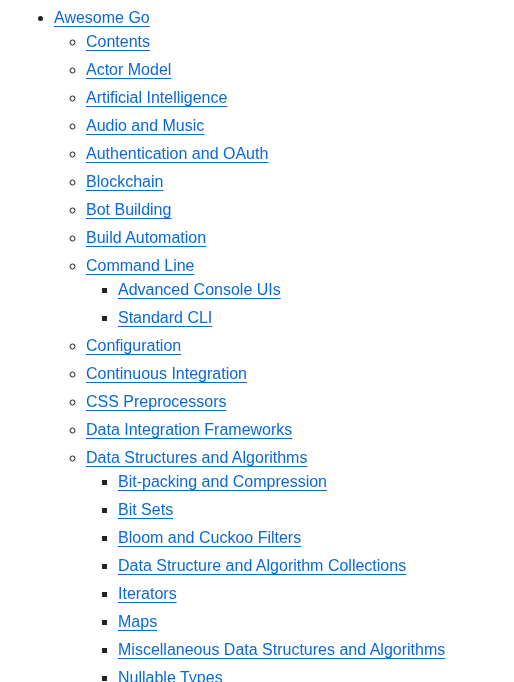 Awesome Go
Contents
Actor Model
Artificial Intelligence
Audio and Music
Authentication and OAuth
Blockchain
Bot Building
Build Automation
Command Line
Advanced Console UIs
Standard CLI
Configuration
Continuous Integration
CSS Preprocessors
Data Integration Frameworks
Data Structures and Algorithms
Bit-packing and Compression
Bit Sets
Bloom and Cuckoo Filters
Data Structure and Algorithm Collections
Iterators
Maps
Miscellaneous Data Structures and Algorithms
Nullable Types